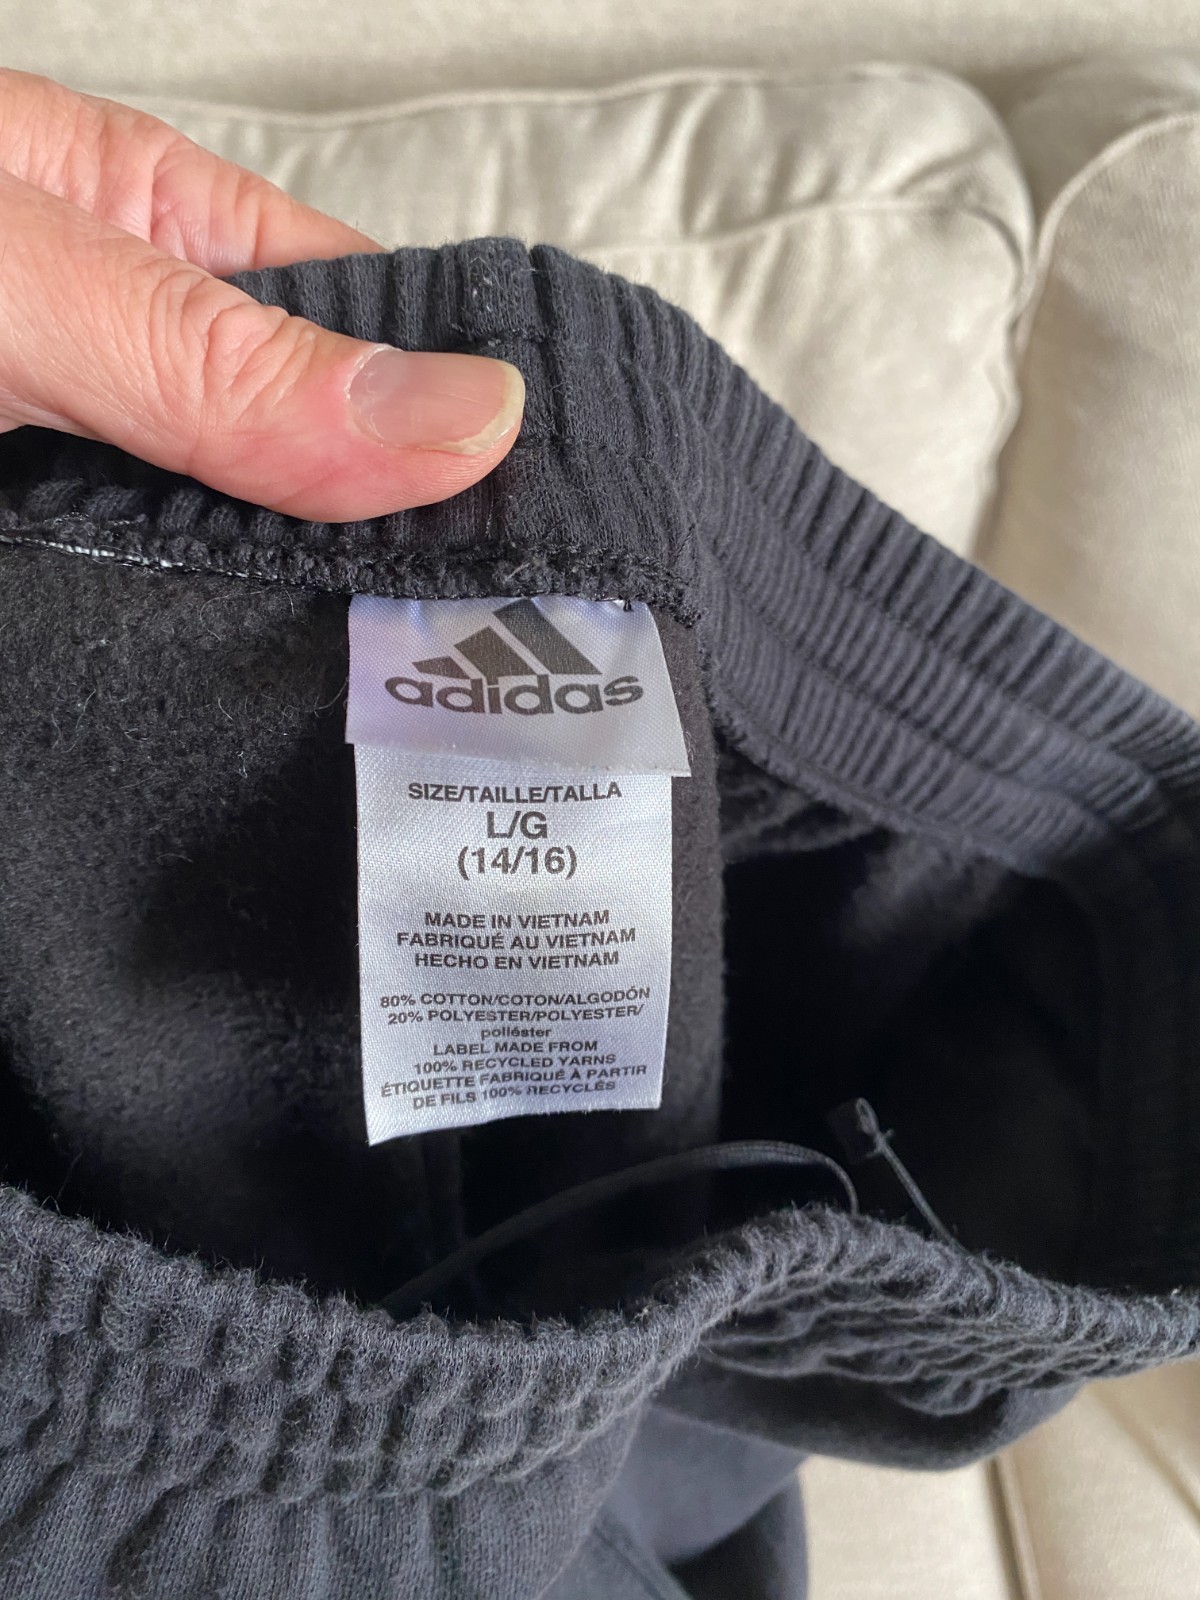 adidas
SIZE/TAILLE/TALLA
L/G
(14/16)
MADE IN VIETNAM
FABRIQUÉ AU VIETNAM
HECHO EN VIETNAM
80% COTTON/COTON/ALGODÓN
20% POLYESTER/POLYESTER/
poliéster
LABEL MADE FROM
100% RECYCLED YARNS
ÉTIQUETTE FABRIQUÉ À PARTIR
DE FILS 100% RECYCLÉS